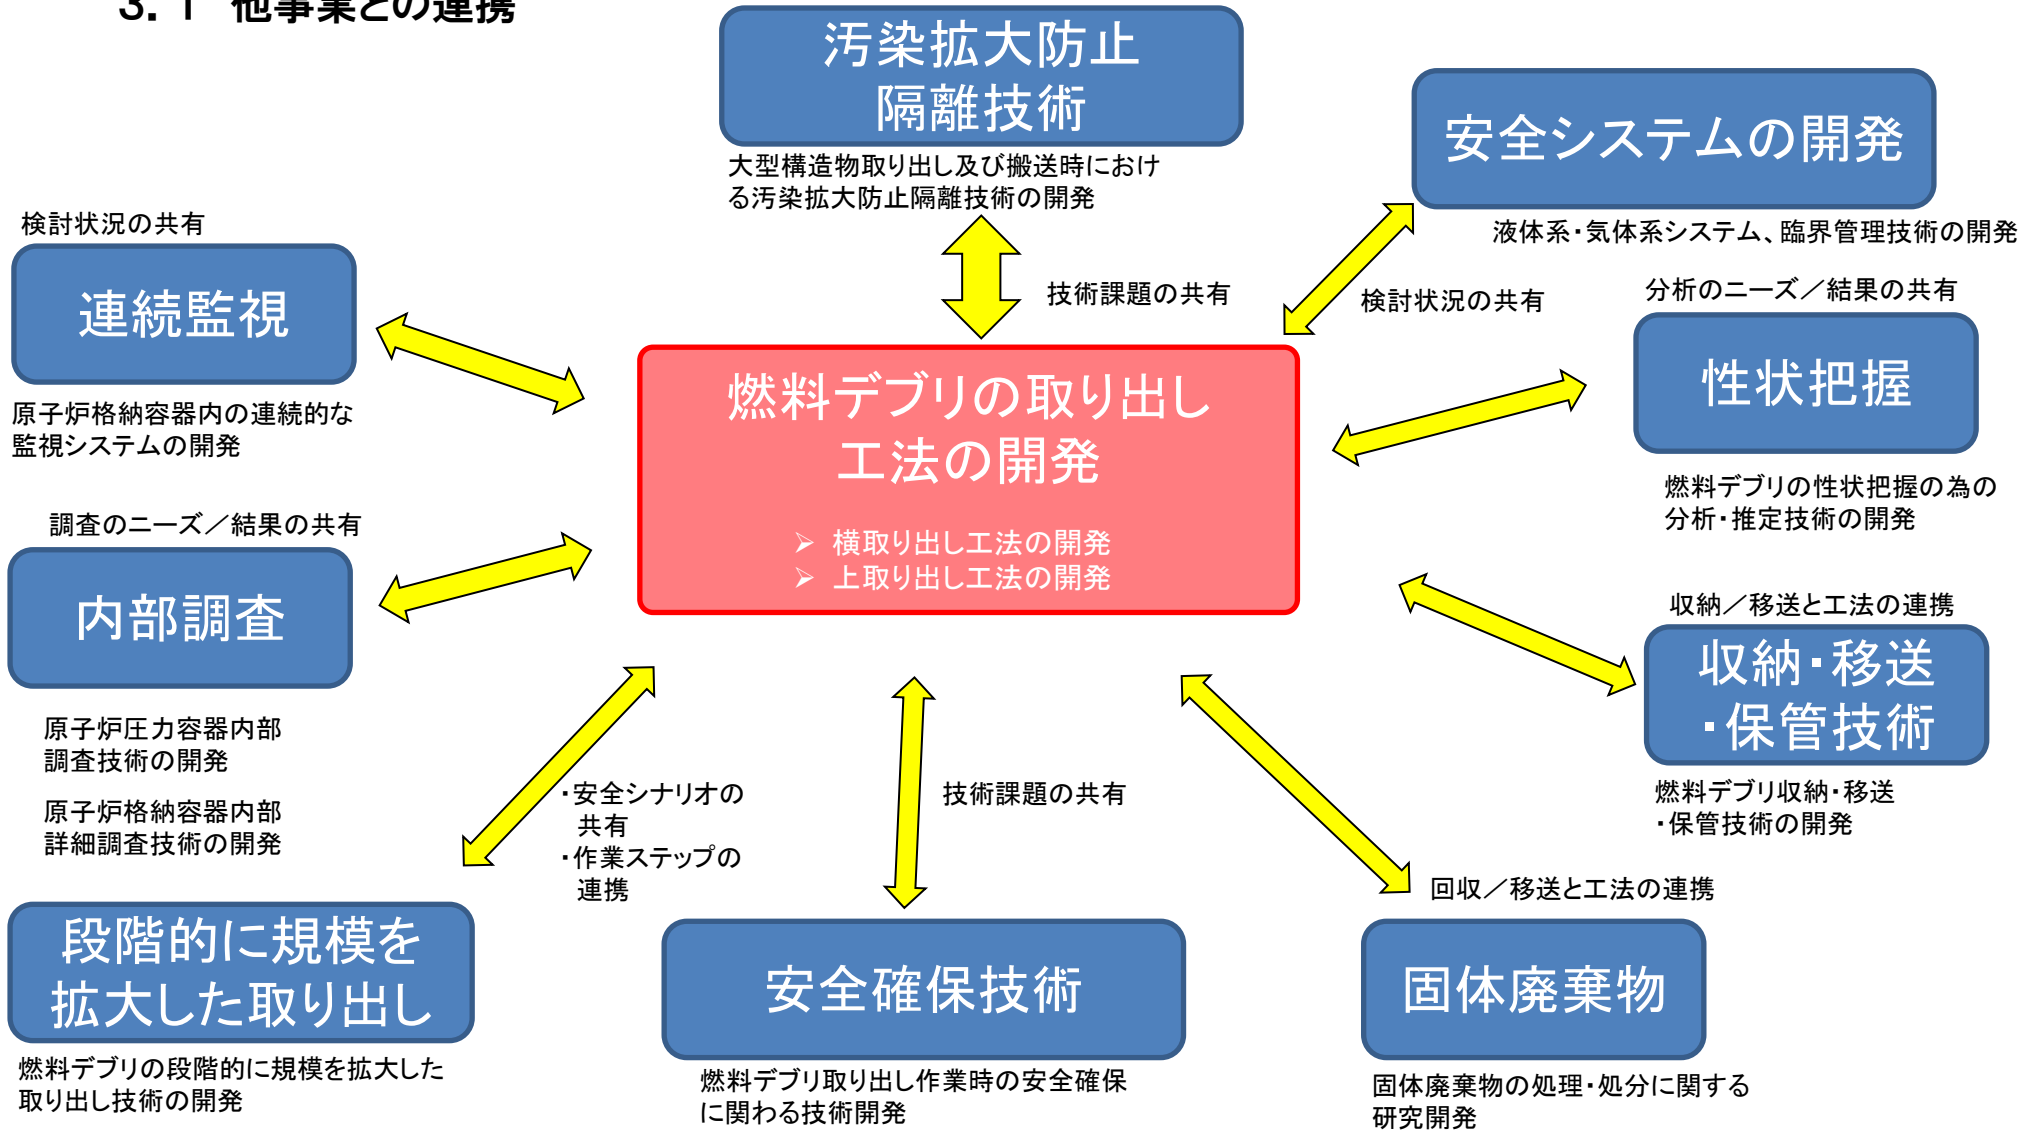 3.1 他事業との連携
汚染拡大防止
隔離技術
大型構造物取り出し及び搬送時におけ
る汚染拡大防止隔離技術の開発
安全システムの開発
液体系・気体系システム、臨界管理技術の開発
検討状況の共有
連続監視
原子炉格納容器内の連続的な
監視システムの開発
技術課題の共有
検討状況の共有
分析のニーズ/結果の共有
性状把握
燃料デブリの性状把握の為の
分析・推定技術の開発
燃料デブリの取り出し
工法の開発
➢ 横取り出し工法の開発
➢ 上取り出し工法の開発
調査のニーズ/結果の共有
内部調査
原子炉圧力容器内部
調査技術の開発
原子炉格納容器内部
詳細調査技術の開発
収納/移送と工法の連携
収納・移送
・保管技術
燃料デブリ収納・移送
・保管技術の開発
・安全シナリオの
共有
・作業ステップの
連携
技術課題の共有
回収/移送と工法の連携
段階的に規模を
拡大した取り出し
燃料デブリの段階的に規模を拡大した
取り出し技術の開発
安全確保技術
燃料デブリ取り出し作業時の安全確保
に関わる技術開発
固体廃棄物
固体廃棄物の処理・処分に関する
研究開発